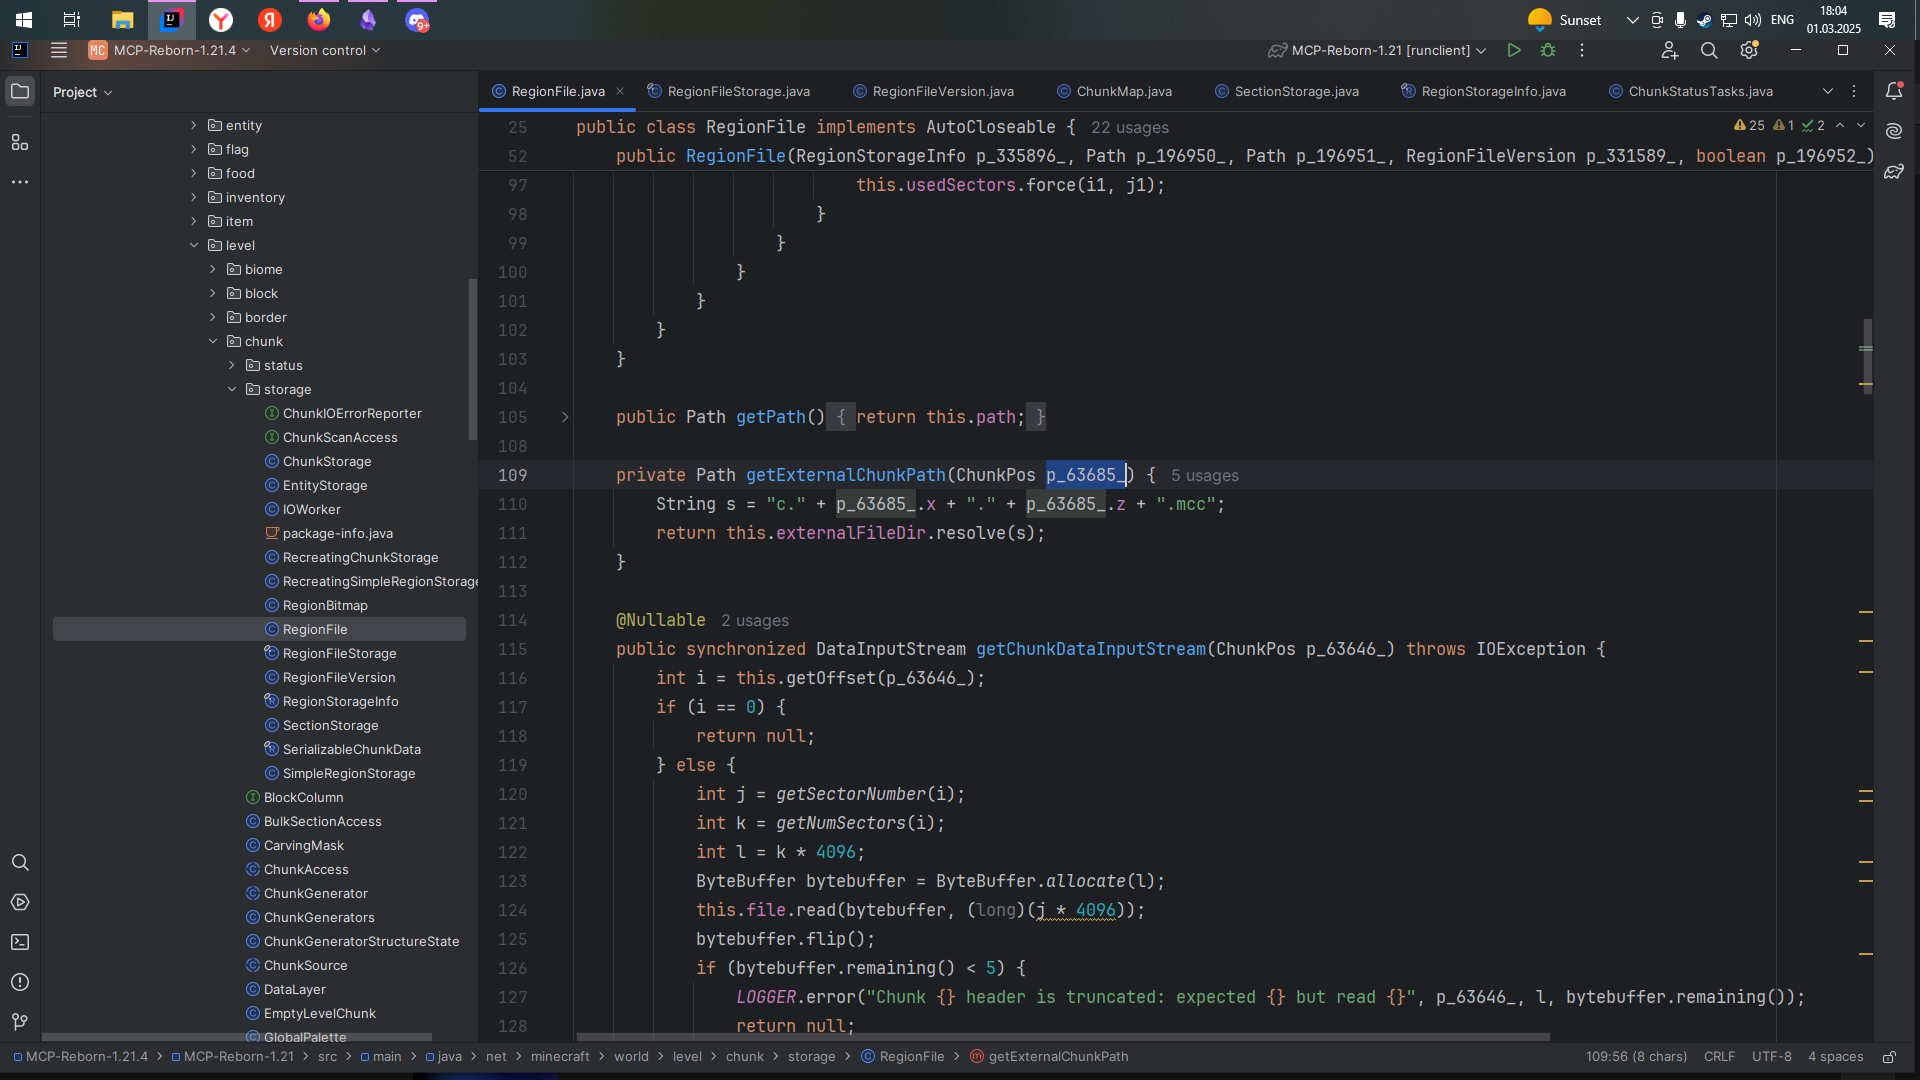 Sunset
ENG
18:04
01.03.2025
9+
MC MCP-Reborn-1.21.4
Version control
MCP-Reborn-1.21 [runclient]
Project
RegionFile.java
RegionFileStorage.java
RegionFileVersion.java
ChunkMap.java
SectionStorage.java
RegionStorageInfo.java
ChunkStatusTasks.java
entity
flag
food
inventory
item
level
biome
block
border
chunk
status
storage
ChunkIOErrorReporter
ChunkScanAccess
ChunkStorage
EntityStorage
IOWorker
package-info.java
RecreatingChunkStorage
RecreatingSimpleRegionStorage
RegionBitmap
RegionFile
RegionFileStorage
RegionFileVersion
RegionStorageInfo
SectionStorage
SerializableChunkData
SimpleRegionStorage
BlockColumn
BulkSectionAccess
CarvingMask
ChunkAccess
ChunkGenerator
ChunkGenerators
ChunkGeneratorStructureState
ChunkSource
DataLayer
EmptyLevelChunk
GlobalPalette
25 1 2
25 public class RegionFile implements AutoCloseable { 22 usages
52 public RegionFile(RegionStorageInfo p_335896_, Path p_196950_, Path p_196951_, RegionFileVersion p_331589_, boolean p_196952_)
97 this.usedSectors.force(i1, j1);
98 }
99 }
100 }
101 }
102 }
103 }
104
105 public Path getPath() { return this.path; }
108
109 private Path getExternalChunkPath(ChunkPos p_63685_) { 5 usages
110 String s = "c." + p_63685_.x + "." + p_63685_.z + ".mcc";
111 return this.externalFileDir.resolve(s);
112 }
113
114 @Nullable 2 usages
115 public synchronized DataInputStream getChunkDataInputStream(ChunkPos p_63646_) throws IOException {
116 int i = this.getOffset(p_63646_);
117 if (i == 0) {
118 return null;
119 } else {
120 int j = getSectorNumber(i);
121 int k = getNumSectors(i);
122 int l = k * 4096;
123 ByteBuffer bytebuffer = ByteBuffer.allocate(l);
124 this.file.read(bytebuffer, (long)(j * 4096));
125 bytebuffer.flip();
126 if (bytebuffer.remaining() < 5) {
127 LOGGER.error("Chunk {} header is truncated: expected {} but read {}", p_63646_, l, bytebuffer.remaining());
128 return null;
MCP-Reborn-1.21.4 > MCP-Reborn-1.21 > src > main > java > net > minecraft > world > level > chunk > storage > RegionFile > getExternalChunkPath
109:56 (8 chars) CRLF UTF-8 4 spaces